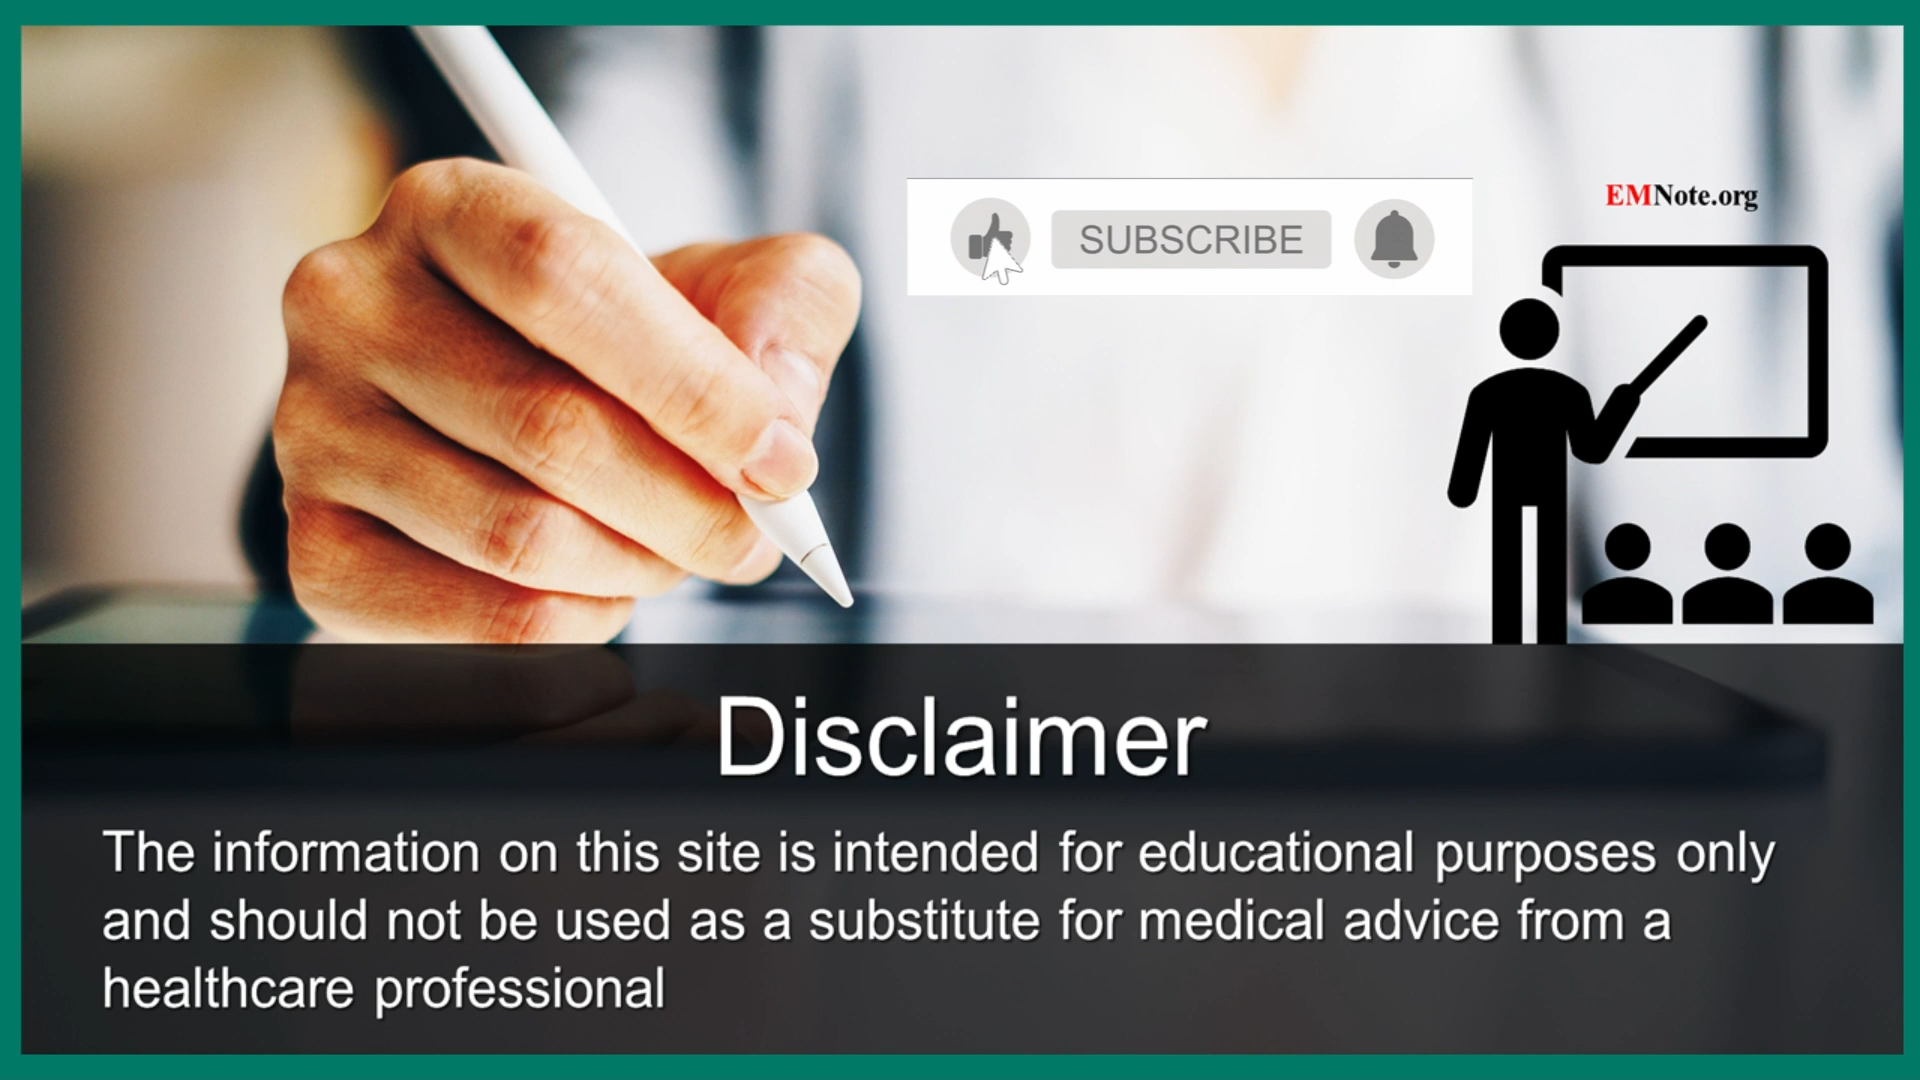 EMNote.org
SUBSCRIBE
Disclaimer
The information on this site is intended for educational purposes only
and should not be used as a substitute for medical advice from a
healthcare professional